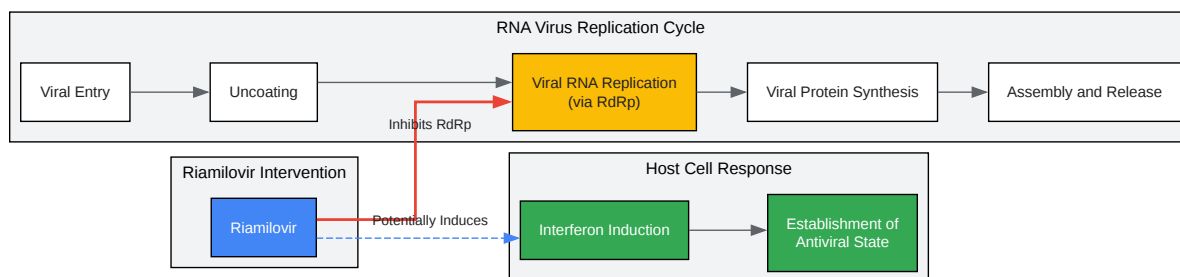 RNA Virus Replication Cycle
Viral Entry
Uncoating
Viral RNA Replication
(via RdRp)
Viral Protein Synthesis
Assembly and Release
Inhibits RdRp
Riamilovir Intervention
Riamilovir
Potentially Induces
Host Cell Response
Interferon Induction
Establishment of
Antiviral State